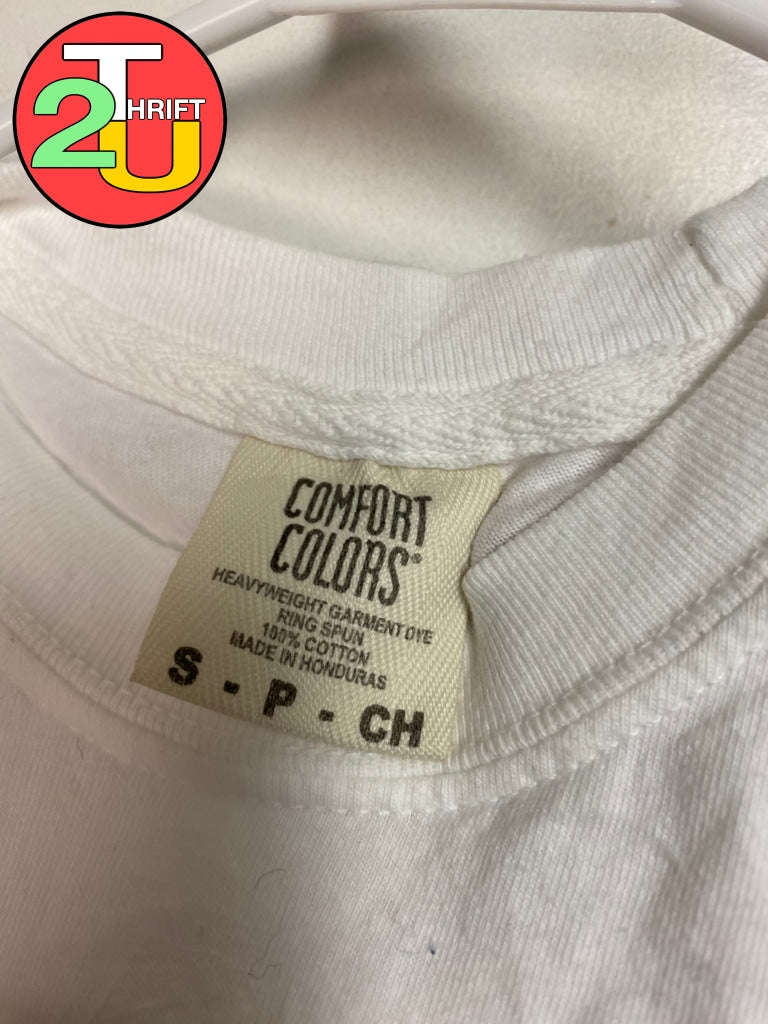 2 THRIFT U
COMFORT
COLORS®
HEAVYWEIGHT GARMENT DYE
RING SPUN
100% COTTON
MADE IN HONDURAS
S - P - CH